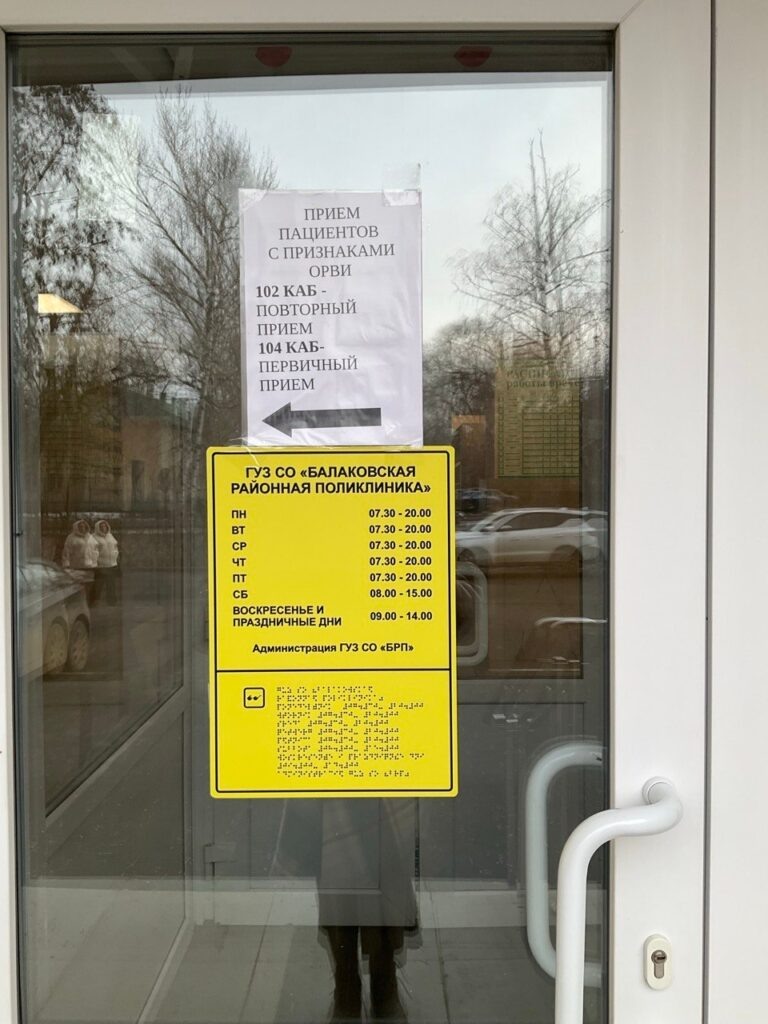 ПРИЕМ
ПАЦИЕНТОВ
С ПРИЗНАКАМИ
ОРВИ
102 КАБ -
ПОВТОРНЫЙ
ПРИЕМ
104 КАБ-
ПЕРВИЧНЫЙ
ПРИЕМ
ГУЗ СО «БАЛАКОВСКАЯ
РАЙОННАЯ ПОЛИКЛИНИКА»
ПН 07.30 - 20.00
ВТ 07.30 - 20.00
СР 07.30 - 20.00
ЧТ 07.30 - 20.00
ПТ 07.30 - 20.00
СБ 08.00 - 15.00
ВОСКРЕСЕНЬЕ И
ПРАЗДНИЧНЫЕ ДНИ 09.00 - 14.00
Администрация ГУЗ СО «БРП»
работы